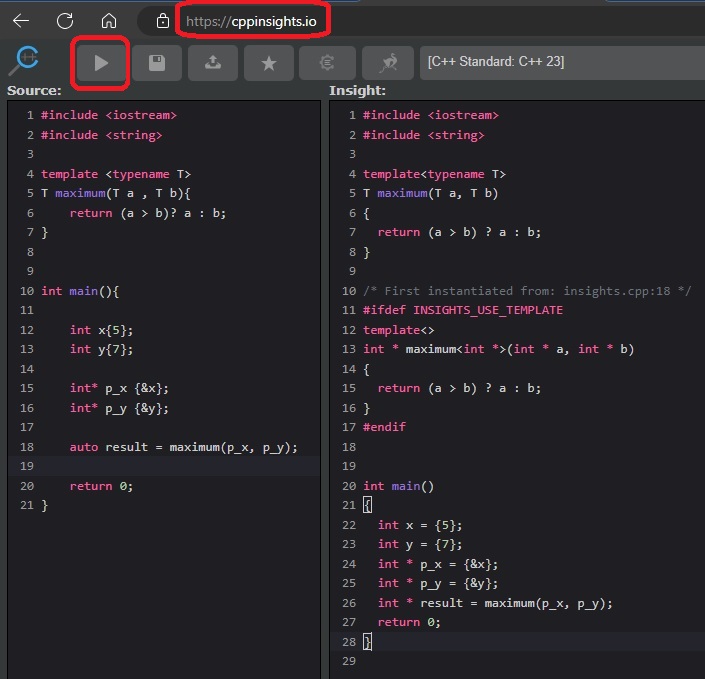 https://cppinsights.io
[C++ Standard: C++ 23]
Source:
1 #include <iostream>
2 #include <string>
3
4 template <typename T>
5 T maximum(T a , T b){
6     return (a > b)? a : b;
7 }
8
9
10 int main(){
11
12     int x{5};
13     int y{7};
14
15     int* p_x {&x};
16     int* p_y {&y};
17
18     auto result = maximum(p_x, p_y);
19
20     return 0;
21 }
Insight:
1 #include <iostream>
2 #include <string>
3
4 template<typename T>
5 T maximum(T a, T b)
6 {
7   return (a > b) ? a : b;
8 }
9
10 /* First instantiated from: insights.cpp:18 */
11 #ifdef INSIGHTS_USE_TEMPLATE
12 template<>
13 int * maximum<int *>(int * a, int * b)
14 {
15   return (a > b) ? a : b;
16 }
17 #endif
18
19
20 int main()
21 {
22   int x = {5};
23   int y = {7};
24   int * p_x = {&x};
25   int * p_y = {&y};
26   int * result = maximum(p_x, p_y);
27   return 0;
28 }
29